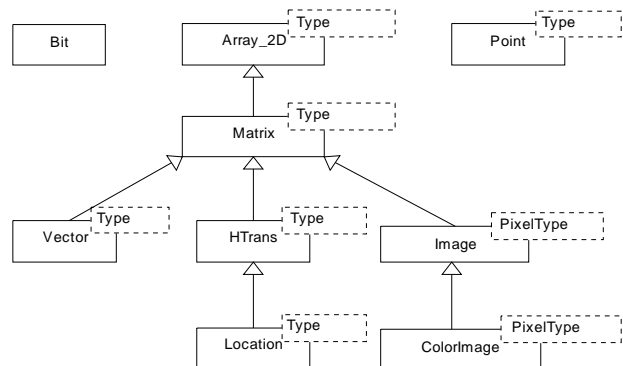 Type
Type
Bit
Array_2D
Point
Type
Matrix
Type
Type
PixelType
Vector
HTrans
Image
Type
PixelType
Location
ColorImage